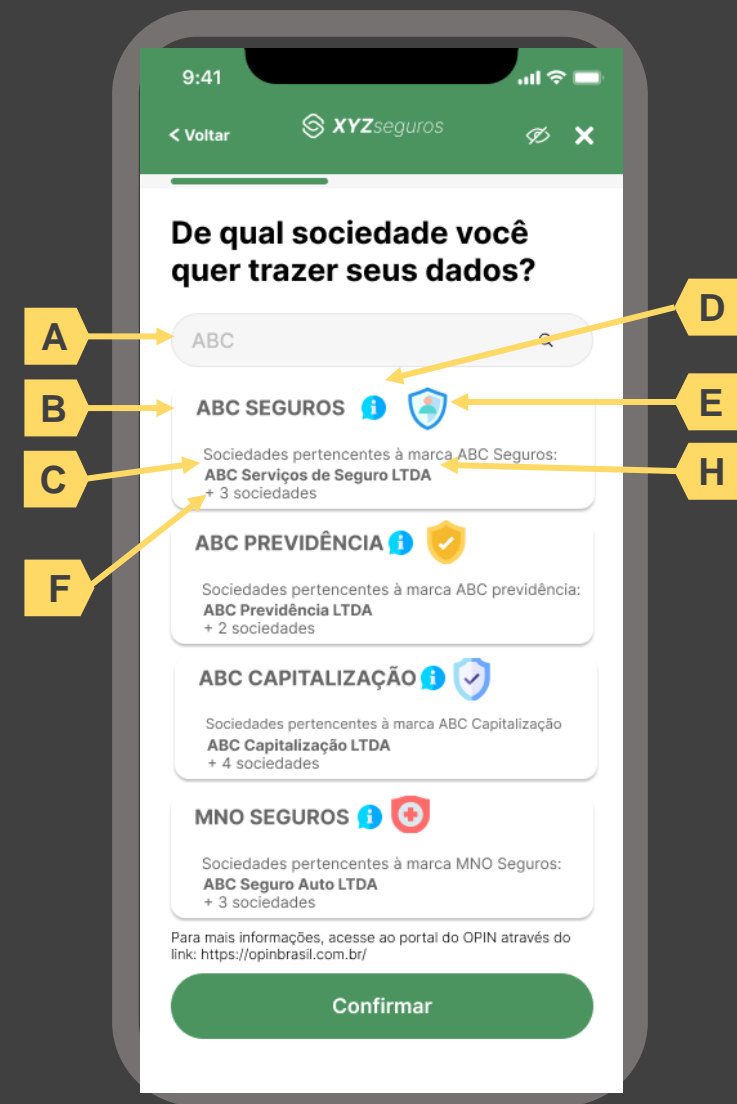 9:41
< Voltar
XYZseguros
De qual sociedade você
quer trazer seus dados?
A
ABC
D
B
ABC SEGUROS
i
E
C
Sociedades pertencentes à marca ABC Seguros:
ABC Serviços de Seguro LTDA
+ 3 sociedades
H
F
ABC PREVIDÊNCIA
i
Sociedades pertencentes à marca ABC previdência:
ABC Previdência LTDA
+ 2 sociedades
ABC CAPITALIZAÇÃO
i
Sociedades pertencentes à marca ABC Capitalização
ABC Capitalização LTDA
+ 4 sociedades
MNO SEGUROS
i
Sociedades pertencentes à marca MNO Seguros:
ABC Seguro Auto LTDA
+ 3 sociedades
Para mais informações, acesse ao portal do OPIN através do
link: https://opinbrasil.com.br/
Confirmar